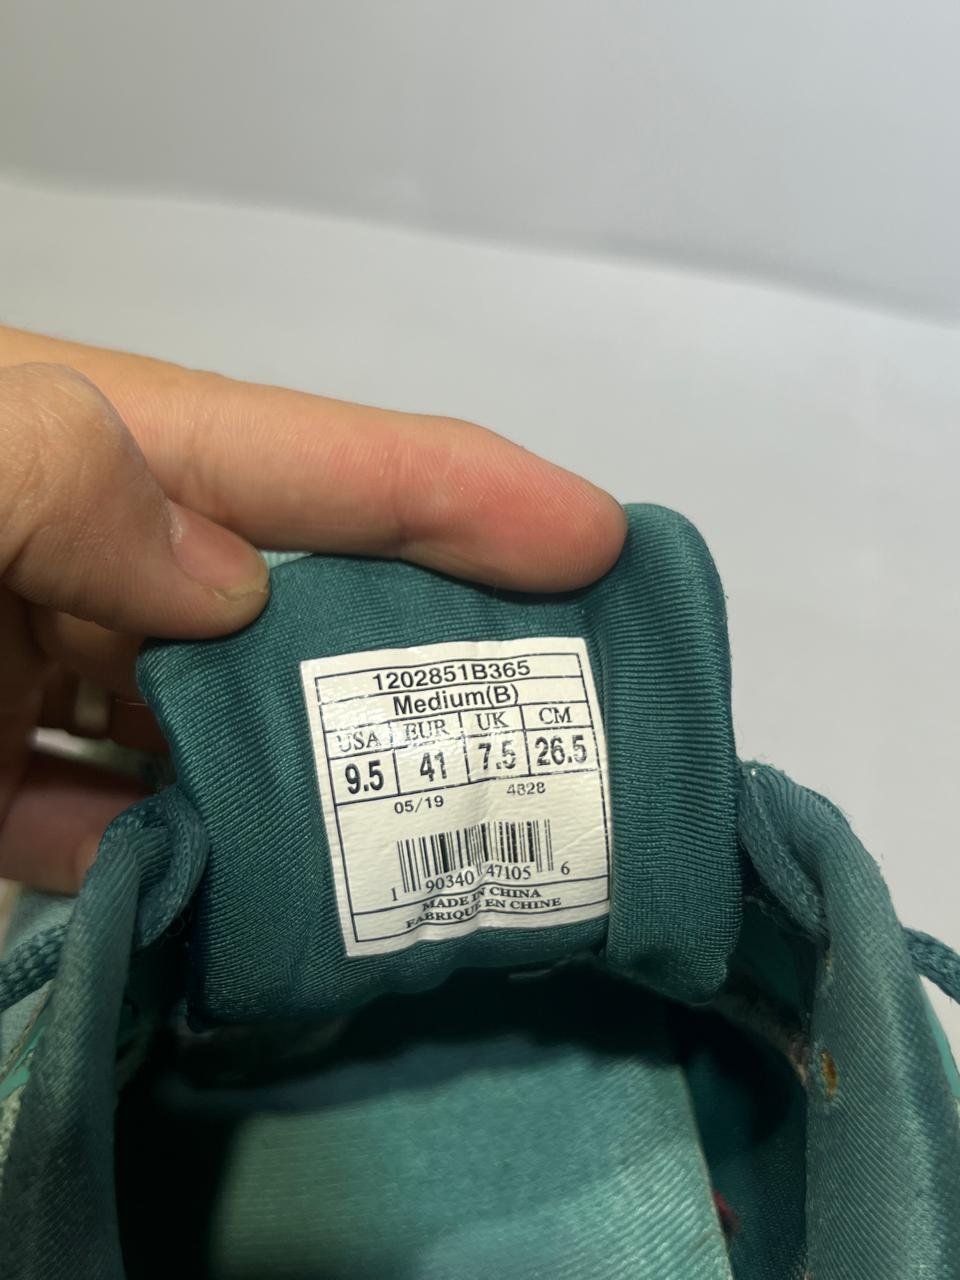 1202851B365
Medium(B)
USA EUR UK CM
9.5 41 7.5 26.5
05/19 4828
1 90340 47105 6
MADE IN CHINA
FABRIQUE EN CHINE